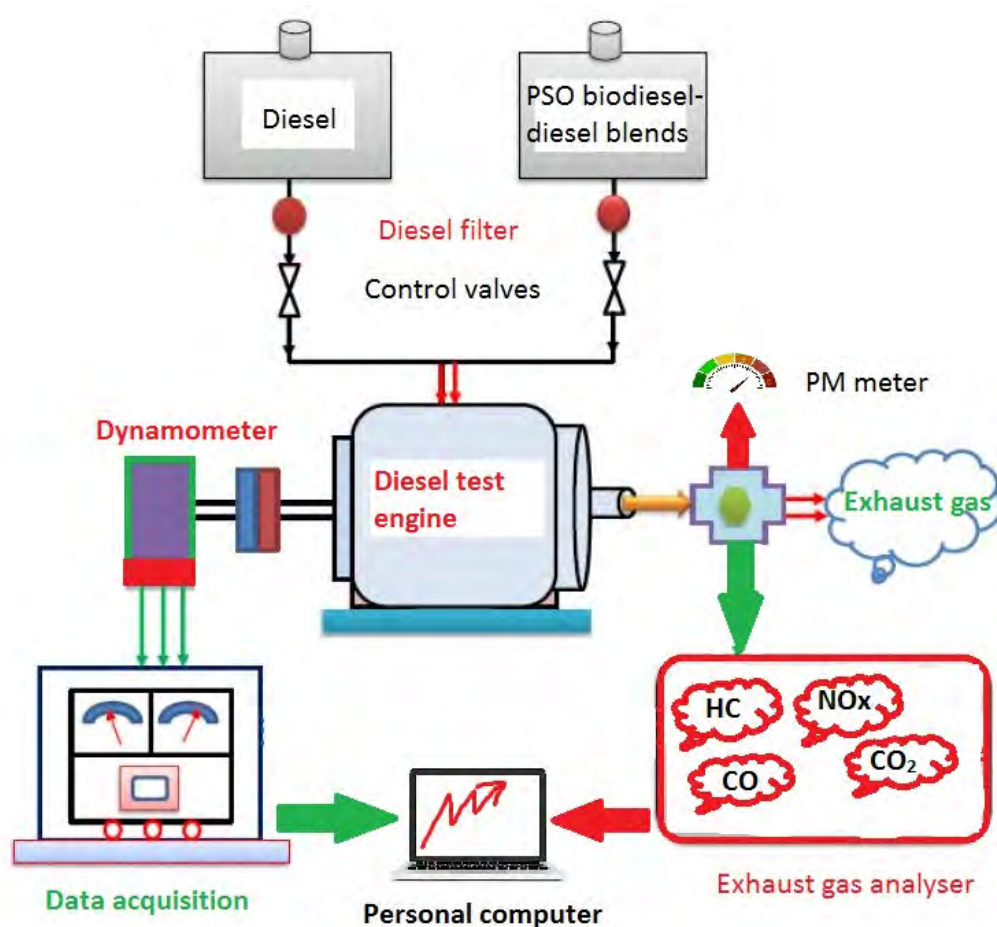 Diesel
PSO biodiesel-
diesel blends
Diesel filter
Control valves
PM meter
Dynamometer
Diesel test
engine
Exhaust gas
HC
NOx
CO
CO₂
Data acquisition
Personal computer
Exhaust gas analyser